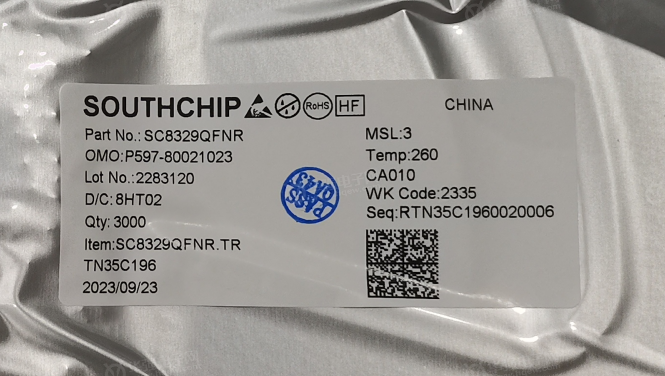 SOUTHCHIP RoHS HF CHINA
Part No.: SC8329QFNR
OMO:P597-80021023
Lot No.:2283120
D/C: 8HT02
Qty: 3000
Item:SC8329QFNR.TR
TN35C196
2023/09/23
MSL:3
Temp:260
CA010
WK Code:2335
Seq:RTN35C1960020006
PASS
QA43